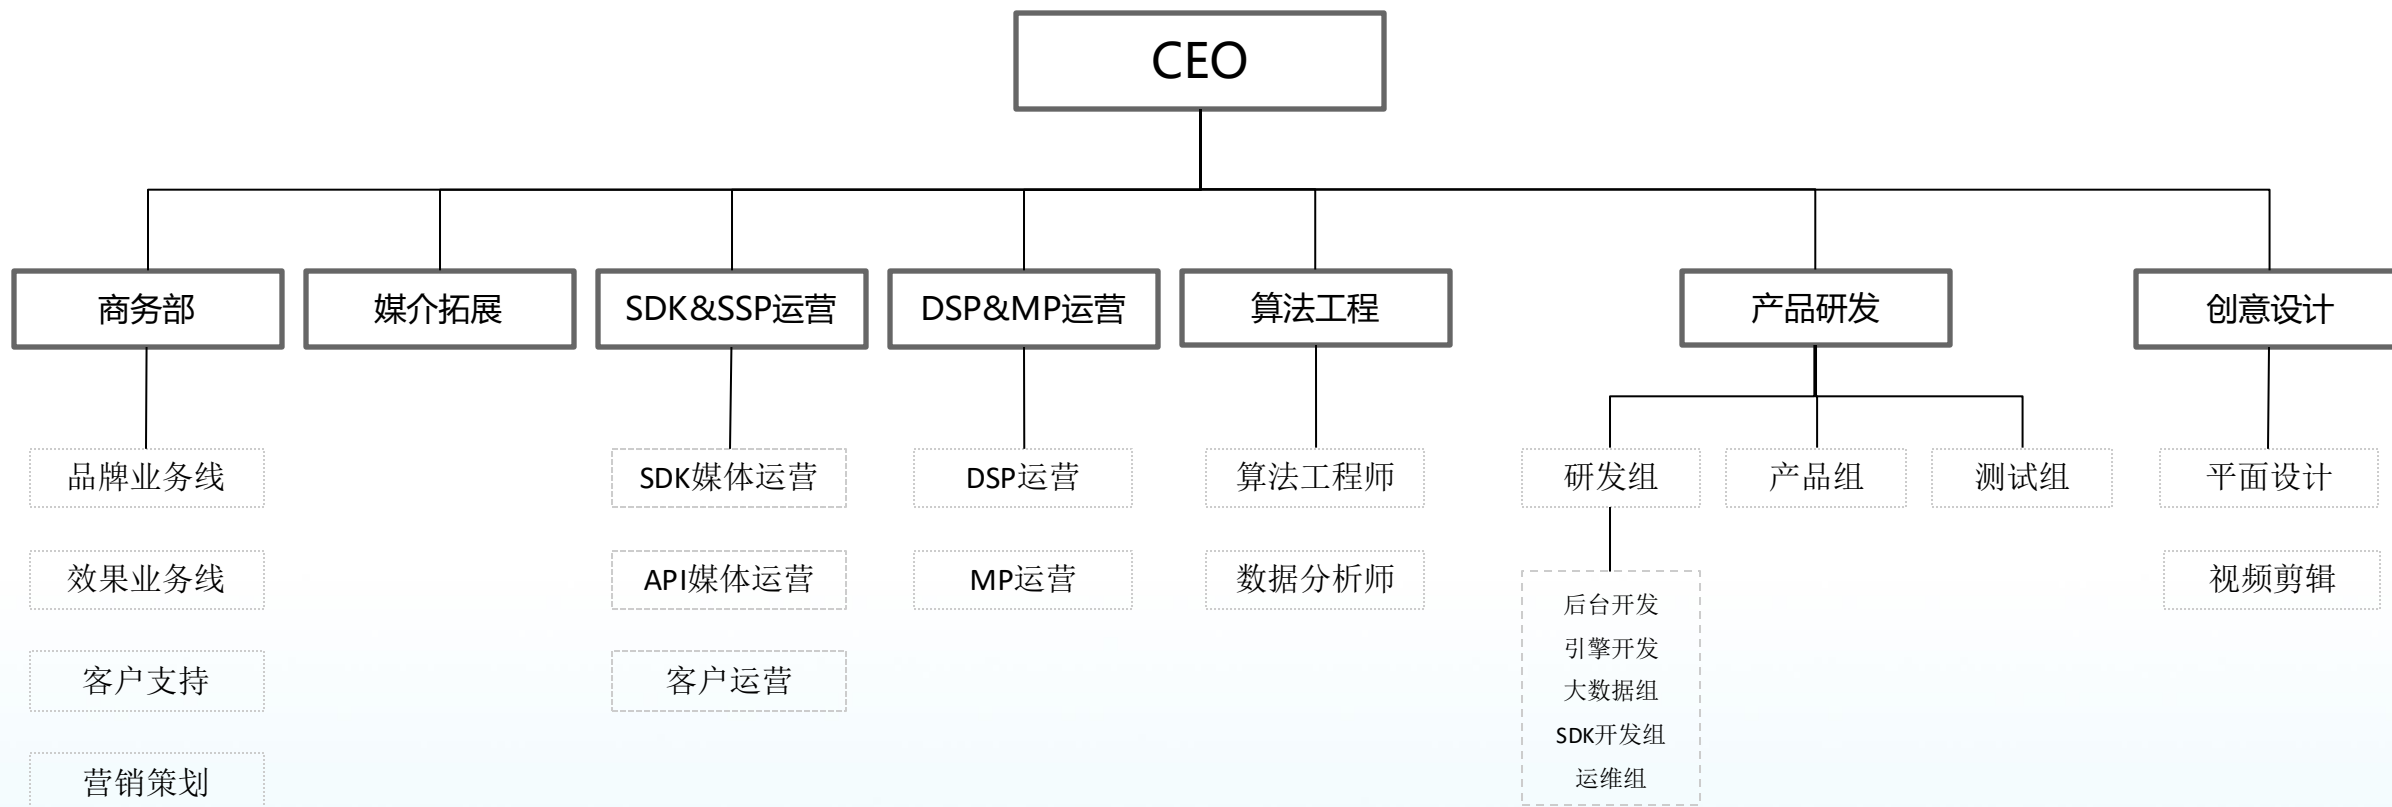 CEO
商务部
媒介拓展
SDK&SSP运营
DSP&MP运营
算法工程
产品研发
创意设计
品牌业务线
SDK媒体运营
DSP运营
算法工程师
研发组
产品组
测试组
平面设计
效果业务线
API媒体运营
MP运营
数据分析师
视频剪辑
后台开发
引擎开发
大数据组
SDK开发组
运维组
客户支持
客户运营
营销策划